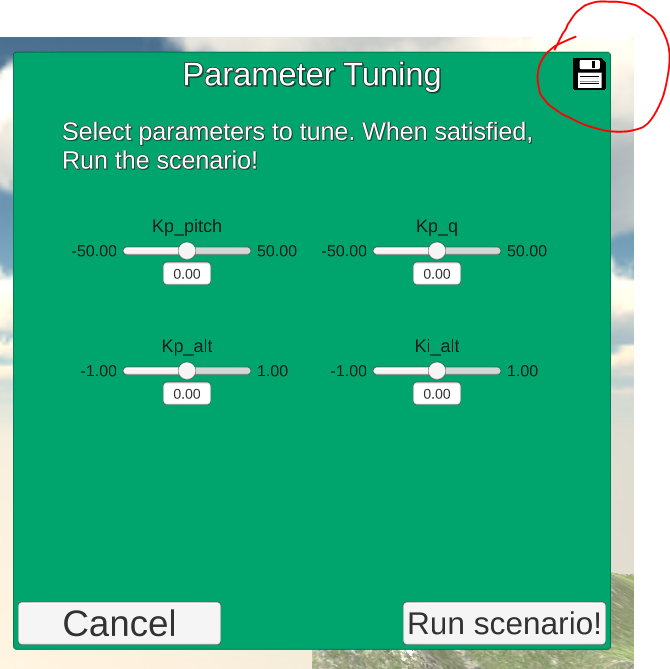 Parameter Tuning
Select parameters to tune. When satisfied,
Run the scenario!
Kp_pitch
-50.00 50.00
0.00
Kp_q
-50.00 50.00
0.00
Kp_alt
-1.00 1.00
0.00
Ki_alt
-1.00 1.00
0.00
Cancel
Run scenario!